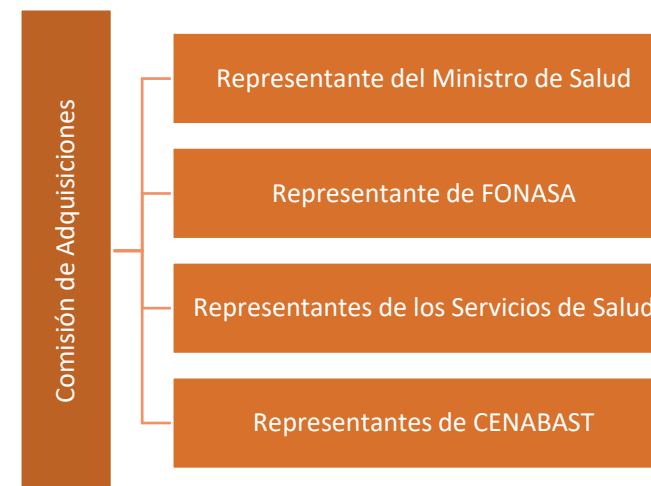 Comisión de Adquisiciones
Representante del Ministro de Salud
Representante de FONASA
Representantes de los Servicios de Salud
Representantes de CENABAST